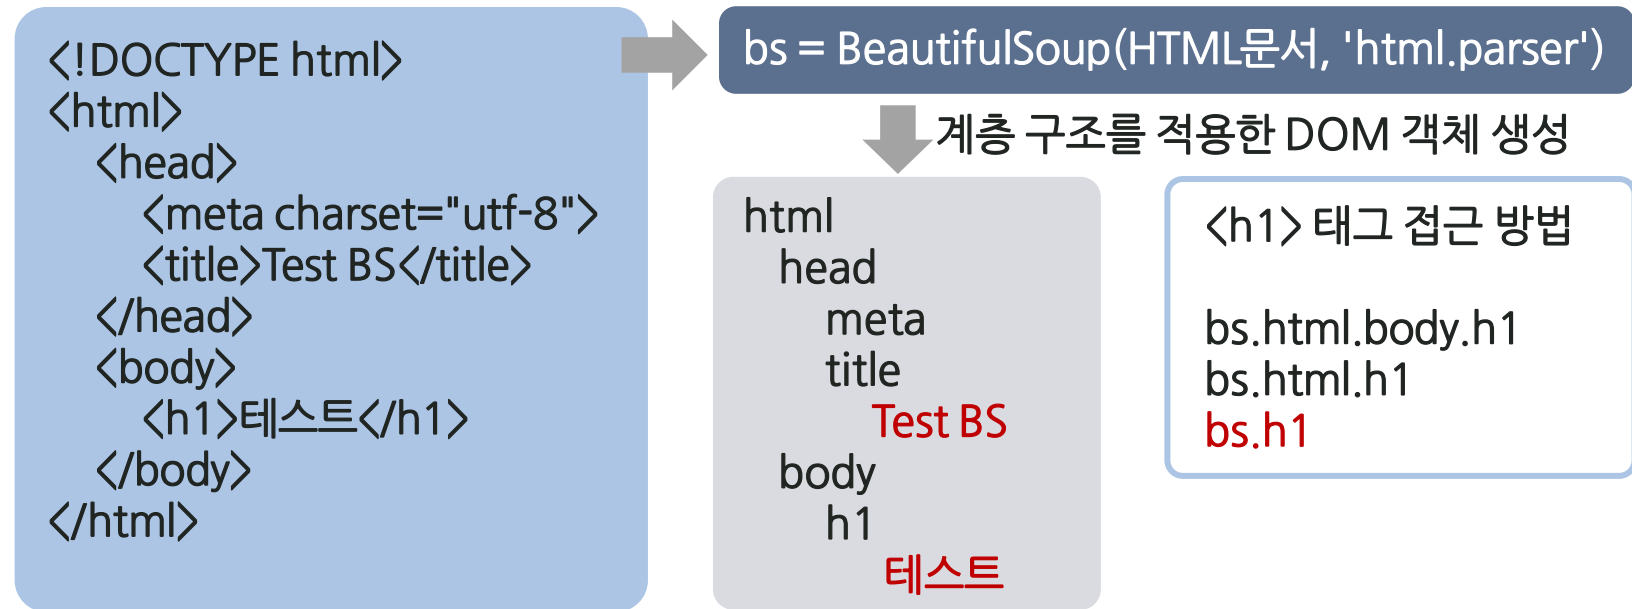 <!DOCTYPE html>
<html>
<head>
<meta charset="utf-8">
<title>Test BS</title>
</head>
<body>
<h1>테스트</h1>
</body>
</html>
bs = BeautifulSoup(HTML문서, 'html.parser')
계층 구조를 적용한 DOM 객체 생성
html
head
meta
title
Test BS
body
h1
테스트
<h1> 태그 접근 방법
bs.html.body.h1
bs.html.h1
bs.h1